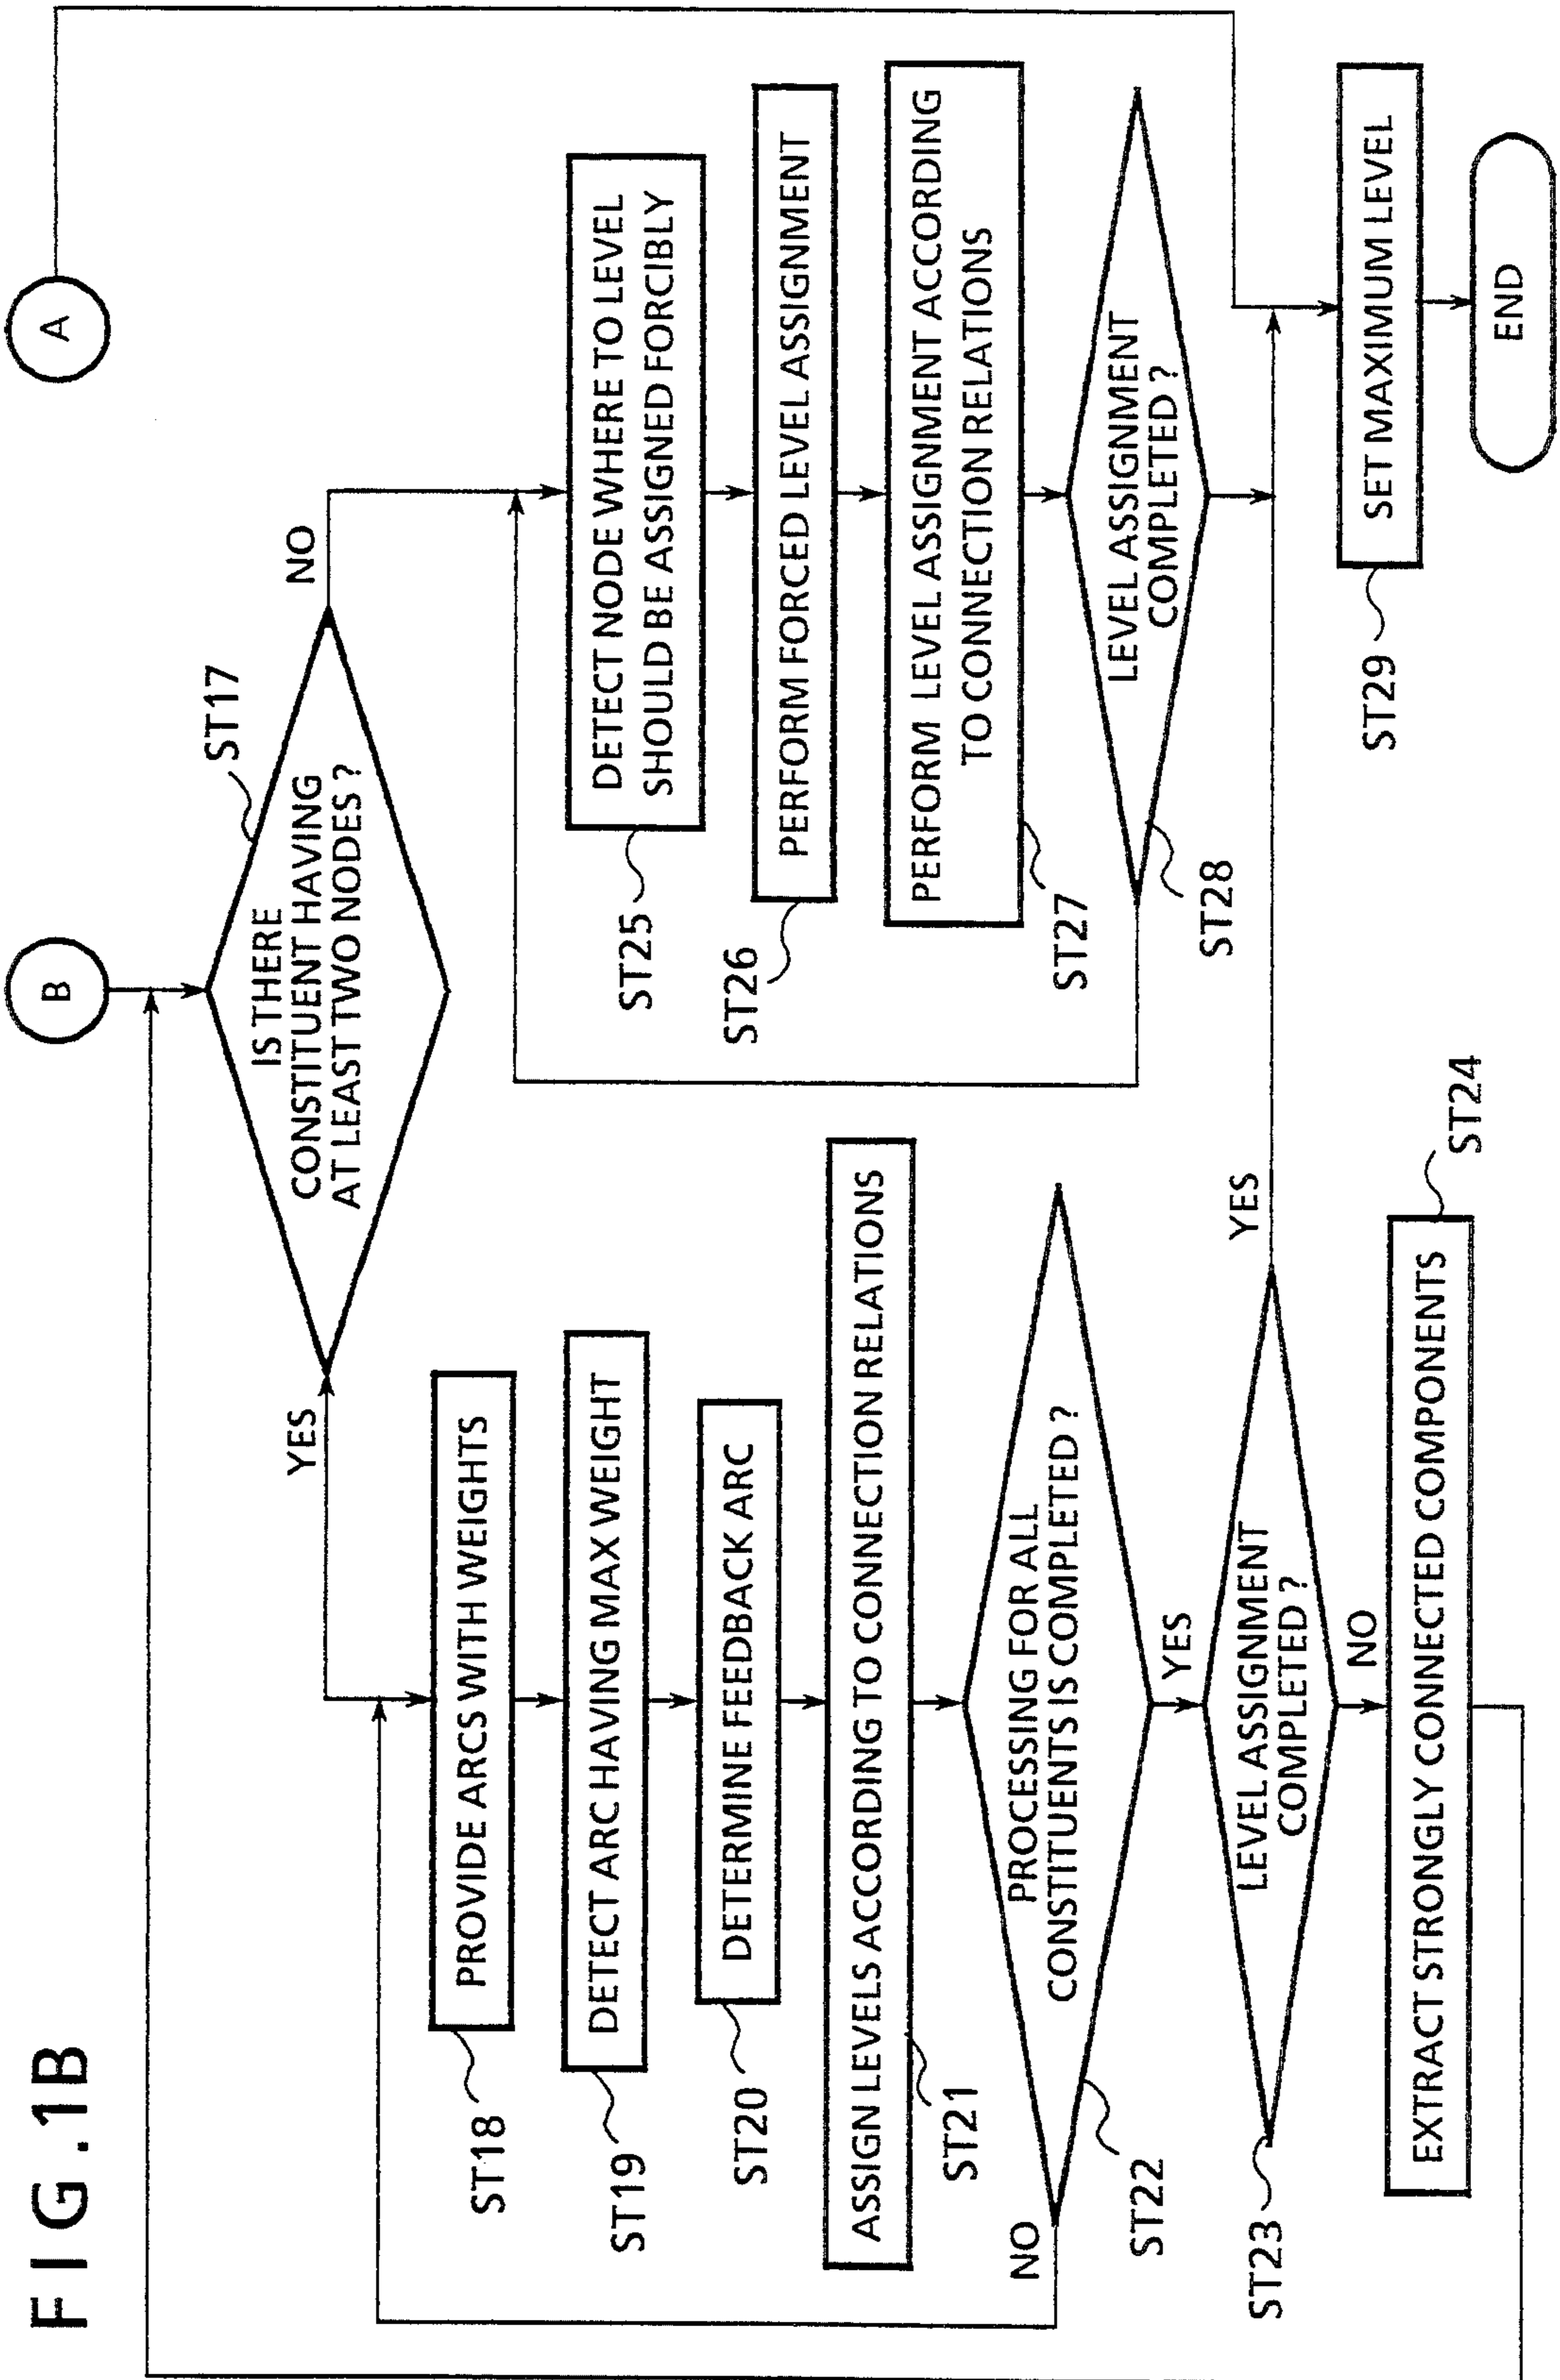 FIG.1B
B
A
IS THERE
CONSTITUENT HAVING
AT LEAST TWO NODES ?
ST17
YES
NO
PROVIDE ARCS WITH WEIGHTS
ST18
DETECT ARC HAVING MAX WEIGHT
ST19
DETERMINE FEEDBACK ARC
ST20
ASSIGN LEVELS ACCORDING TO CONNECTION RELATIONS
ST21
PROCESSING FOR ALL
CONSTITUENTS IS COMPLETED ?
ST22
NO
YES
LEVEL ASSIGNMENT
COMPLETED ?
ST23
YES
NO
EXTRACT STRONGLY CONNECTED COMPONENTS
ST24
DETECT NODE WHERE TO LEVEL
SHOULD BE ASSIGNED FORCIBLY
ST25
PERFORM FORCED LEVEL ASSIGNMENT
ST26
PERFORM LEVEL ASSIGNMENT ACCORDING
TO CONNECTION RELATIONS
ST27
LEVEL ASSIGNMENT
COMPLETED ?
ST28
SET MAXIMUM LEVEL
ST29
END